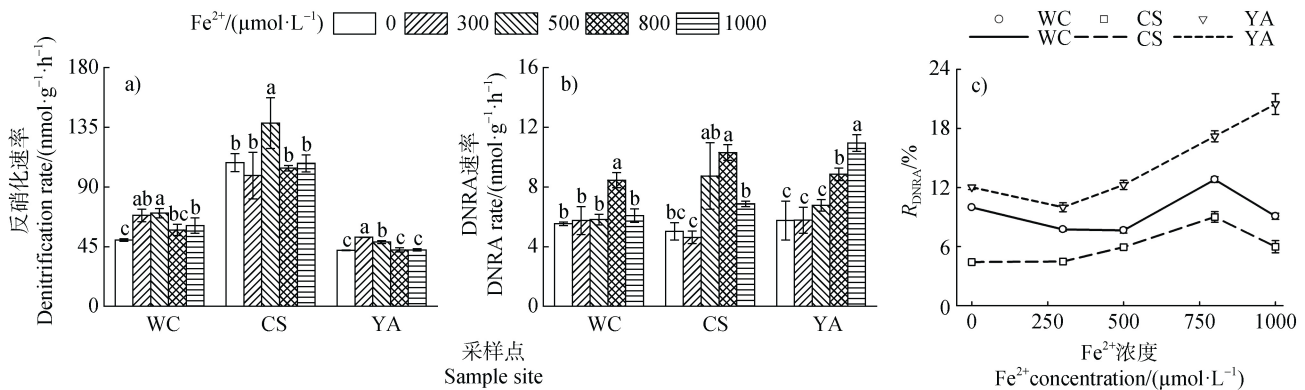 Fe²⁺/(μmol·L⁻¹) 0 300 500 800 1000
WC CS YA
WC CS YA
a)
反硝化速率
Denitrification rate/(nmol·g⁻¹·h⁻¹)
180
135
90
45
0
c ab a bc b
b b a b b
c a b c c
WC CS YA
b)
DNRA速率
DNRA rate/(nmol·g⁻¹·h⁻¹)
16
12
8
4
0
b b b a b
bc c ab a b
c c c b a
WC CS YA
采样点
Sample site
c)
R_DNRA/%
24
18
12
6
0
0 250 500 750 1000
Fe²⁺浓度
Fe²⁺concentration/(μmol·L⁻¹)